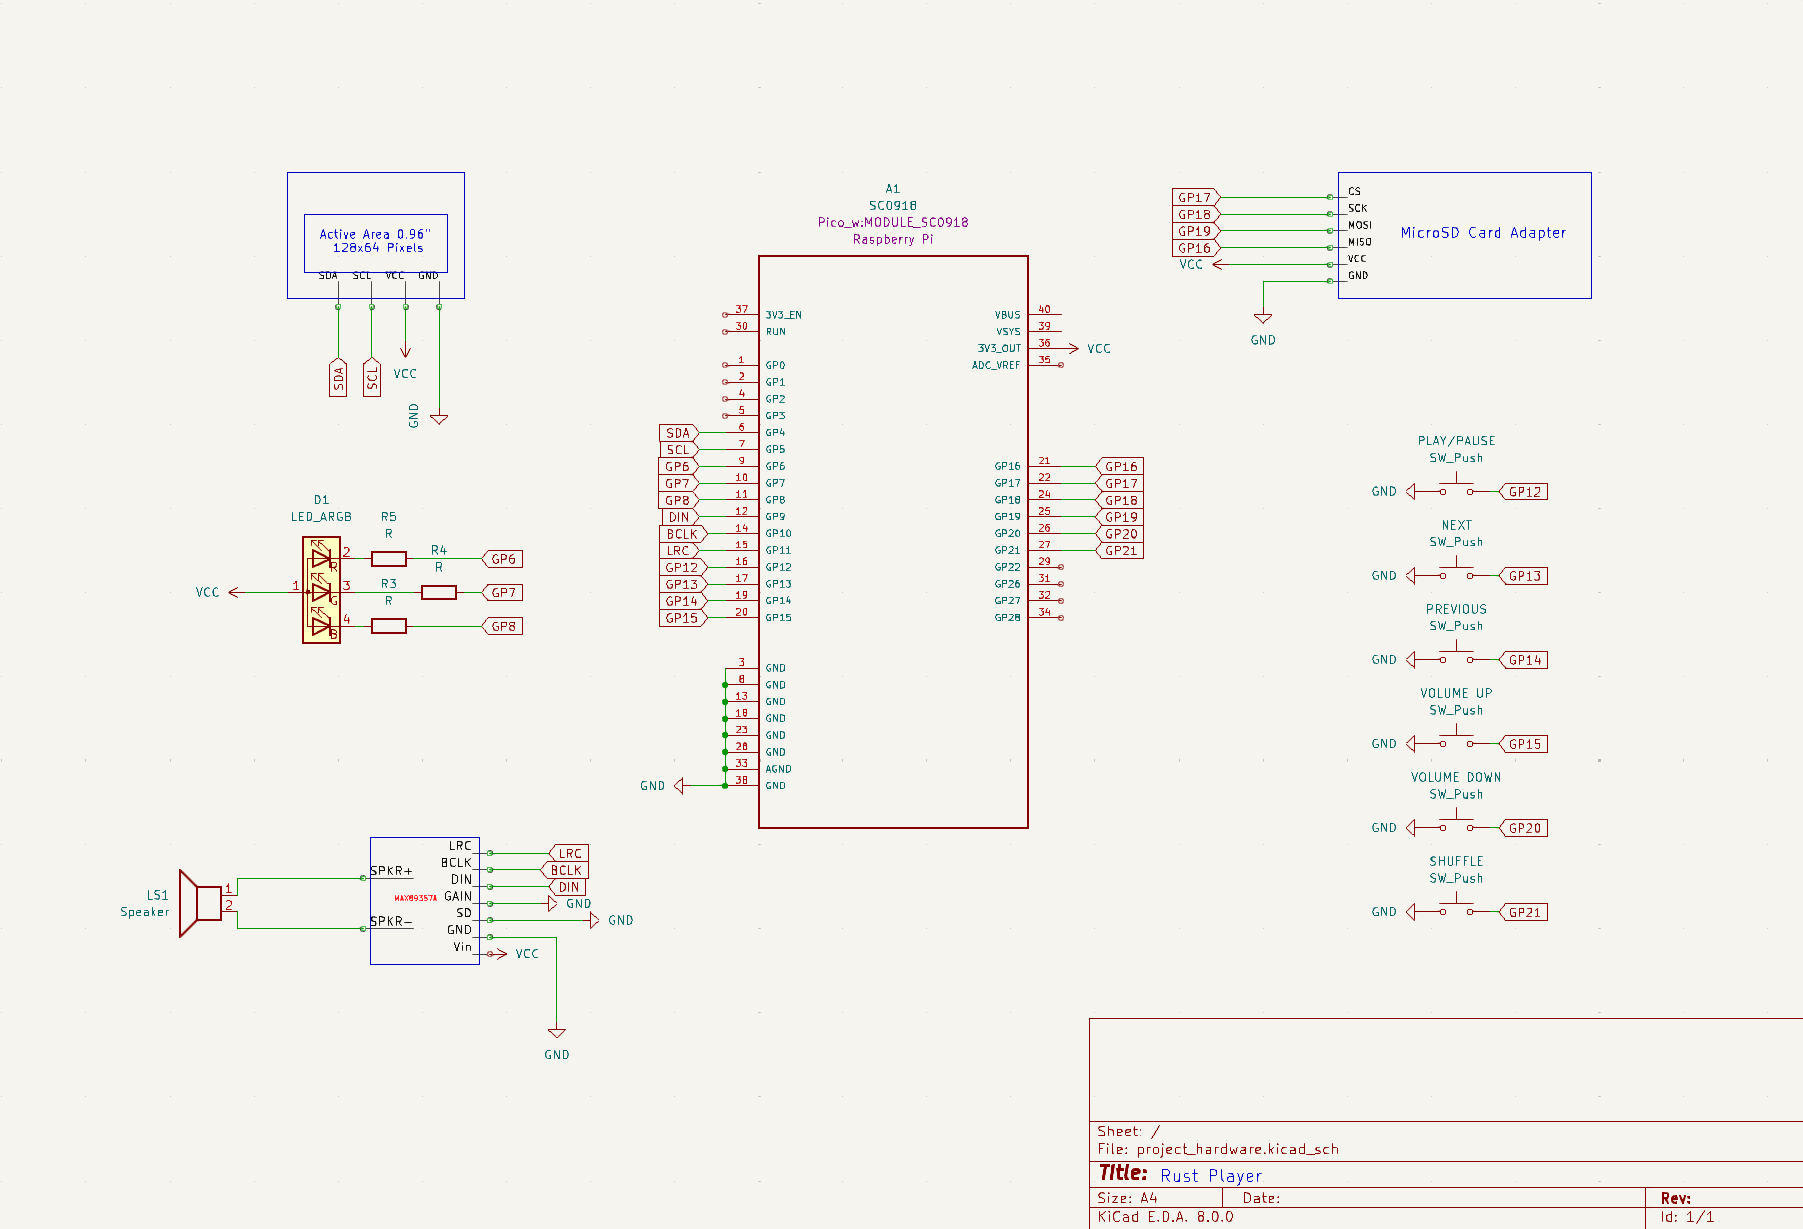 Active Area 0.96"
128x64 Pixels
SDA SCL VCC GND
SDA
SCL
VCC
GND
D1
LED_ARGB
R5
R
R4
R
R3
R
1
2
3
4
R
G
B
VCC
GP6
GP7
GP8
A1
SC0918
Pico_w:MODULE_SC0918
Raspberry Pi
37 3V3_EN
30 RUN
1 GP0
2 GP1
4 GP2
5 GP3
SDA 6 GP4
SCL 7 GP5
GP6 9 GP6
GP7 10 GP7
GP8 11 GP8
DIN 12 GP9
BCLK 14 GP10
LRC 15 GP11
GP12 16 GP12
GP13 17 GP13
GP14 19 GP14
GP15 20 GP15
3 GND
8 GND
13 GND
18 GND
23 GND
28 GND
33 AGND
GND 38 GND
VBUS 40
VSYS 39
3V3_OUT 36 VCC
ADC_VREF 35
GP16 21 GP16
GP17 22 GP17
GP18 24 GP18
GP19 25 GP19
GP20 26 GP20
GP21 27 GP21
GP22 29
GP26 31
GP27 32
GP28 34
GP17 CS
GP18 SCK
GP19 MOSI
GP16 MISO
VCC VCC
GND
GND
MicroSD Card Adapter
PLAY/PAUSE
SW_Push
GND GP12
NEXT
SW_Push
GND GP13
PREVIOUS
SW_Push
GND GP14
VOLUME UP
SW_Push
GND GP15
VOLUME DOWN
SW_Push
GND GP20
SHUFFLE
SW_Push
GND GP21
LS1
Speaker
1
2
SPKR+
SPKR-
MAX89357A
LRC LRC
BCLK BCLK
DIN DIN
GAIN GND
SD GND
GND
Vin VCC
GND
Sheet: /
File: project_hardware.kicad_sch
Title: Rust Player
Size: A4 Date: Rev:
KiCad E.D.A. 8.0.0 Id: 1/1